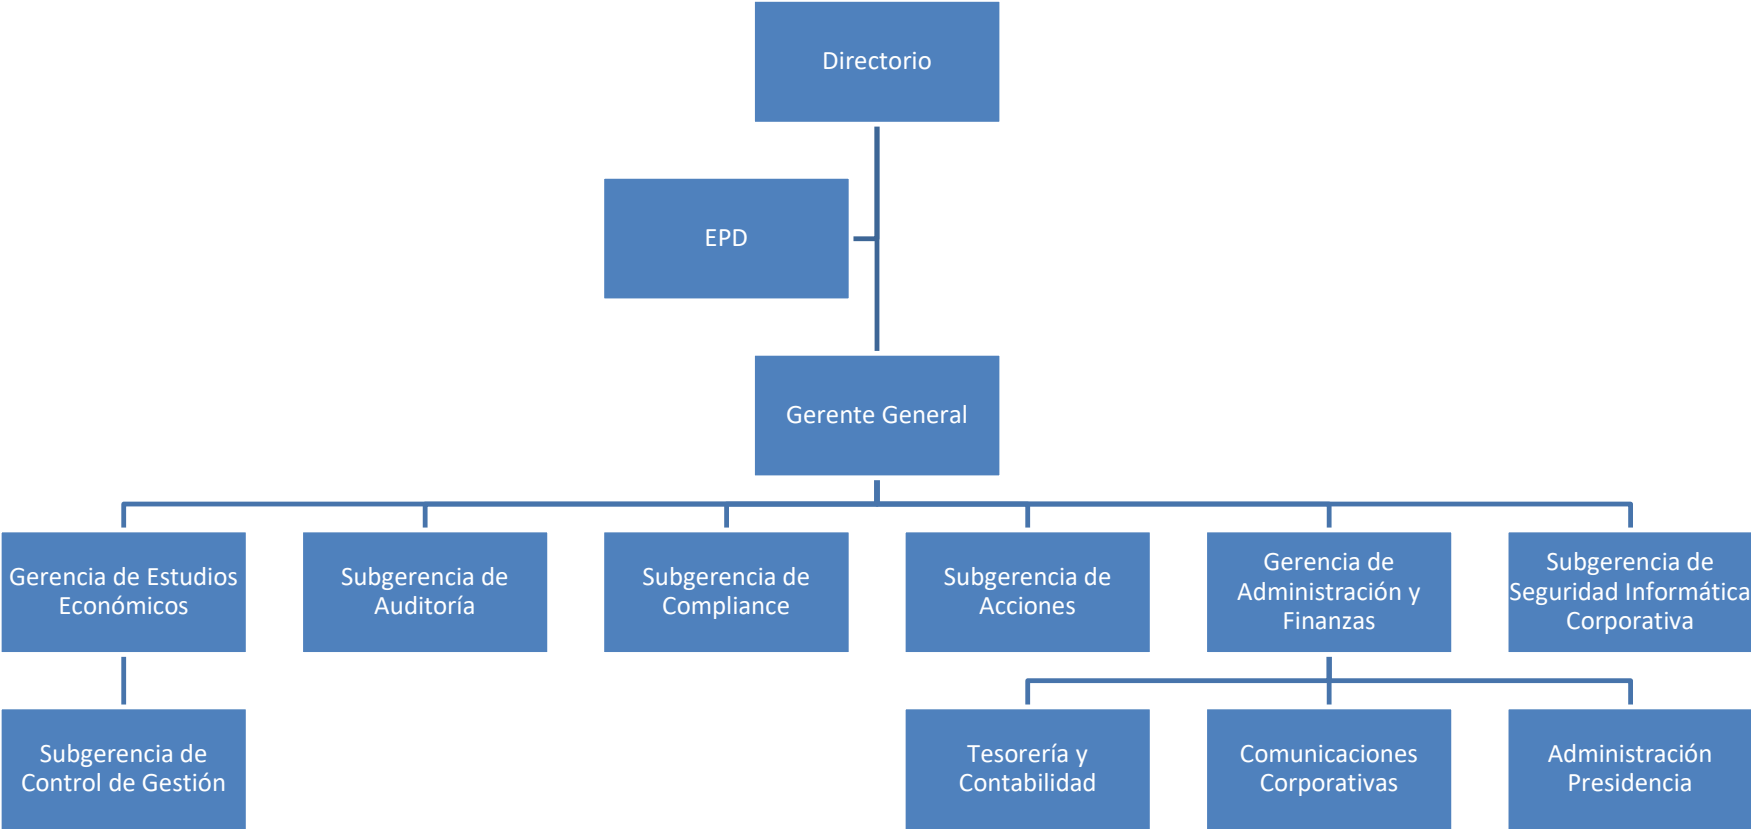 Directorio
EPD
Gerente General
Gerencia de Estudios
Económicos
Subgerencia de
Auditoría
Subgerencia de
Compliance
Subgerencia de
Acciones
Gerencia de
Administración y
Finanzas
Subgerencia de
Seguridad Informática
Corporativa
Subgerencia de
Control de Gestión
Tesorería y
Contabilidad
Comunicaciones
Corporativas
Administración
Presidencia